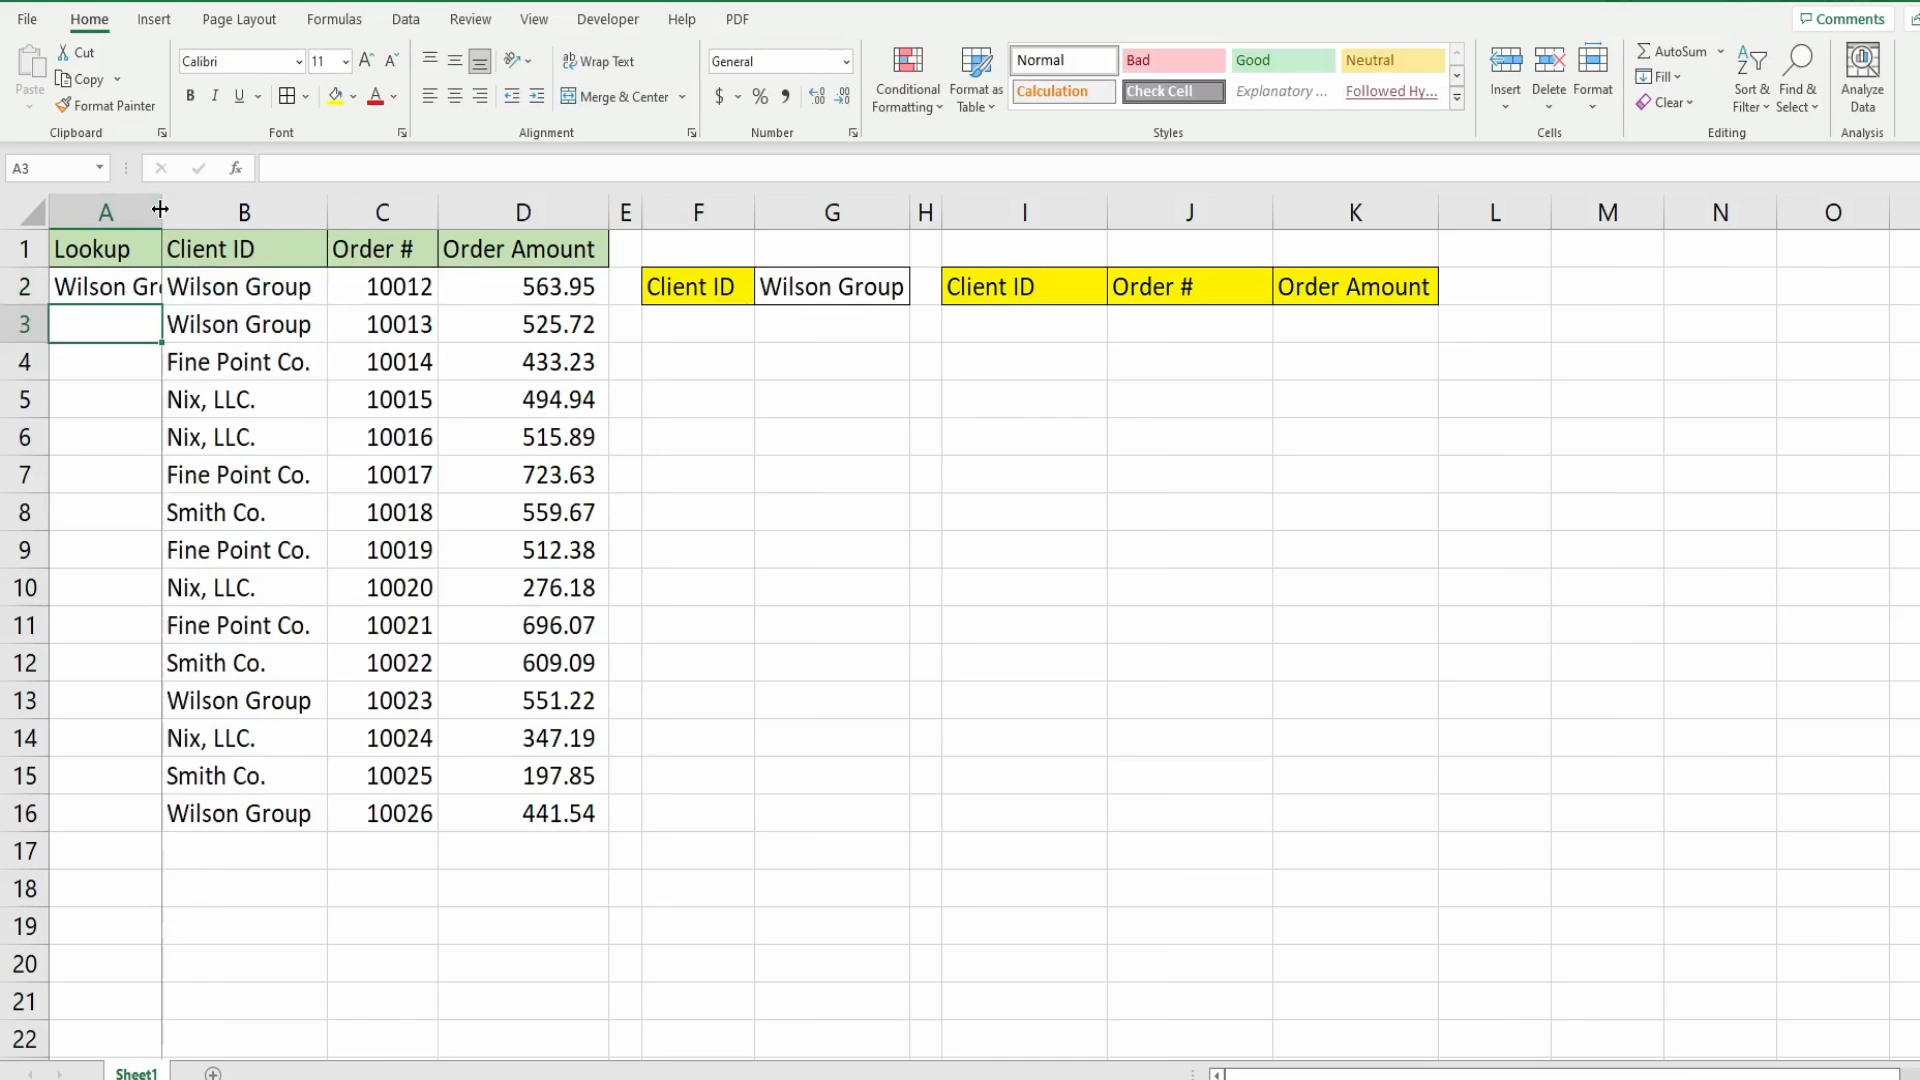 File Home Insert Page Layout Formulas Data Review View Developer Help PDF Comments
Paste Cut Copy Format Painter Clipboard
Calibri 11 B I U A Font
Wrap Text Merge & Center Alignment
General $ % Number
Conditional Formatting Format as Table
Normal Bad Good Neutral
Calculation Check Cell Explanatory ... Followed Hy...
Styles
Insert Delete Format Cells
AutoSum Fill Clear Sort & Filter Find & Select Editing
Analyze Data Analysis
A3 fx
A B C D E F G H I J K L M N O
1 Lookup Client ID Order # Order Amount
2 Wilson Gr Wilson Group 10012 563.95 Client ID Wilson Group Client ID Order # Order Amount
3 Wilson Group 10013 525.72
4 Fine Point Co. 10014 433.23
5 Nix, LLC. 10015 494.94
6 Nix, LLC. 10016 515.89
7 Fine Point Co. 10017 723.63
8 Smith Co. 10018 559.67
9 Fine Point Co. 10019 512.38
10 Nix, LLC. 10020 276.18
11 Fine Point Co. 10021 696.07
12 Smith Co. 10022 609.09
13 Wilson Group 10023 551.22
14 Nix, LLC. 10024 347.19
15 Smith Co. 10025 197.85
16 Wilson Group 10026 441.54
17
18
19
20
21
22
Sheet1